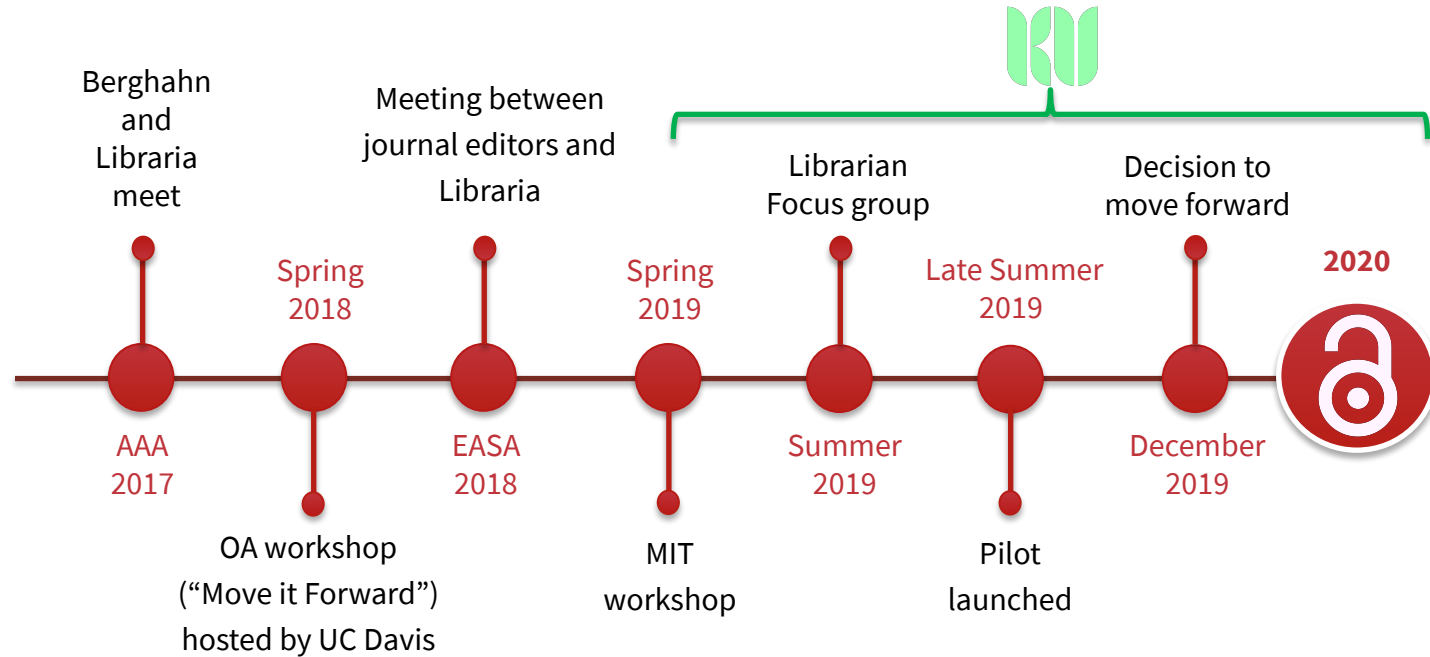 KU
Berghahn
and
Libraria
meet
AAA
2017
Spring
2018
OA workshop
(“Move it Forward”)
hosted by UC Davis
Meeting between
journal editors and
Libraria
EASA
2018
Spring
2019
MIT
workshop
Librarian
Focus group
Summer
2019
Late Summer
2019
Pilot
launched
Decision to
move forward
December
2019
2020